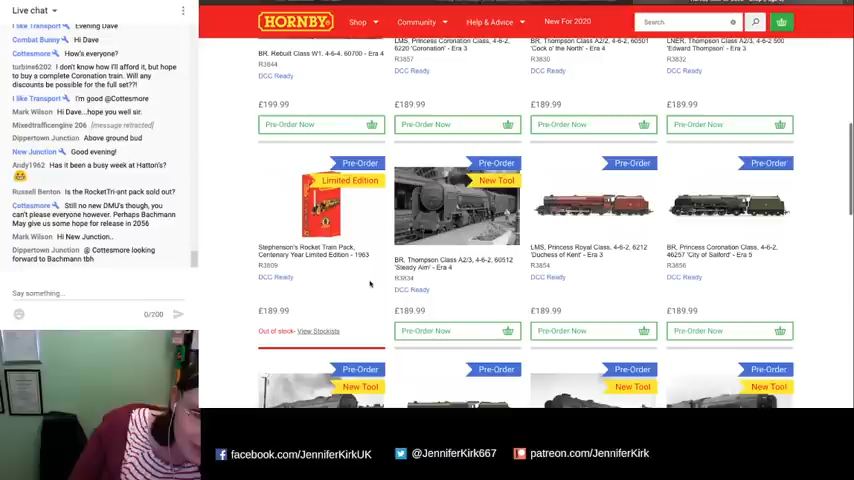 Live chat
I like Transport Evening Dave
Combat Bunny Hi Dave
Cottesmore How's everyone?
turbine6202 I don't know how I'll afford it, but hope
to buy a complete Coronation train. Will any
discounts be possible for the full set??!
I like Transport I'm good @Cottesmore
Mark Wilson Hi Dave...hope you well sir.
Mixedtrafficengine 206 [message retracted]
Dippertown Junction Above ground bud
New Junction Good evening!
Andy1962 Has it been a busy week at Hatton's?
Russell Benton Is the RocketTri-ant pack sold out?
Cottesmore Still no new DMU's though, you
can't please everyone however. Perhaps Bachmann
May give us some hope for release in 2056
Mark Wilson Hi New Junction..
Dippertown Junction @ Cottesmore looking
forward to Bachmann tbh
Say something...
0/200
HORNBY
Shop
Community
Help & Advice
New For 2020
Search
BR, Rebuilt Class W1, 4-6-4, 60700 - Era 4
R3844
DCC Ready
£199.99
Pre-Order Now
LMS, Princess Coronation Class, 4-6-2,
6220 'Coronation' - Era 3
R3857
DCC Ready
£189.99
Pre-Order Now
BR, Thompson Class A2/2, 4-6-2, 60501
'Cock o' the North' - Era 4
R3830
DCC Ready
£189.99
Pre-Order Now
LNER, Thompson Class A2/3, 4-6-2 500
'Edward Thompson' - Era 3
R3832
DCC Ready
£189.99
Pre-Order Now
Pre-Order
Limited Edition
Stephenson's Rocket Train Pack,
Centenary Year Limited Edition - 1963
R3809
DCC Ready
£189.99
Out of stock- View Stockists
Pre-Order
New Tool
BR, Thompson Class A2/3, 4-6-2, 60512
'Steady Aim' - Era 4
R3834
DCC Ready
£189.99
Pre-Order Now
Pre-Order
LMS, Princess Royal Class, 4-6-2, 6212
'Duchess of Kent' - Era 3
R3854
DCC Ready
£189.99
Pre-Order Now
Pre-Order
BR, Princess Coronation Class, 4-6-2,
46257 'City of Salford' - Era 5
R3856
DCC Ready
£189.99
Pre-Order Now
Pre-Order
New Tool
Pre-Order
Pre-Order
New Tool
Pre-Order
New Tool
facebook.com/JenniferKirkUK
@JenniferKirk667
patreon.com/JenniferKirk